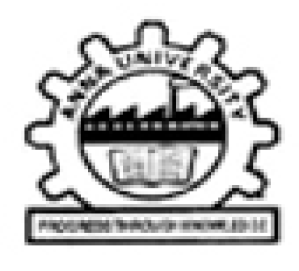 ANNA UNIVERSITY
PROGRESS THROUGH KNOWLEDGE